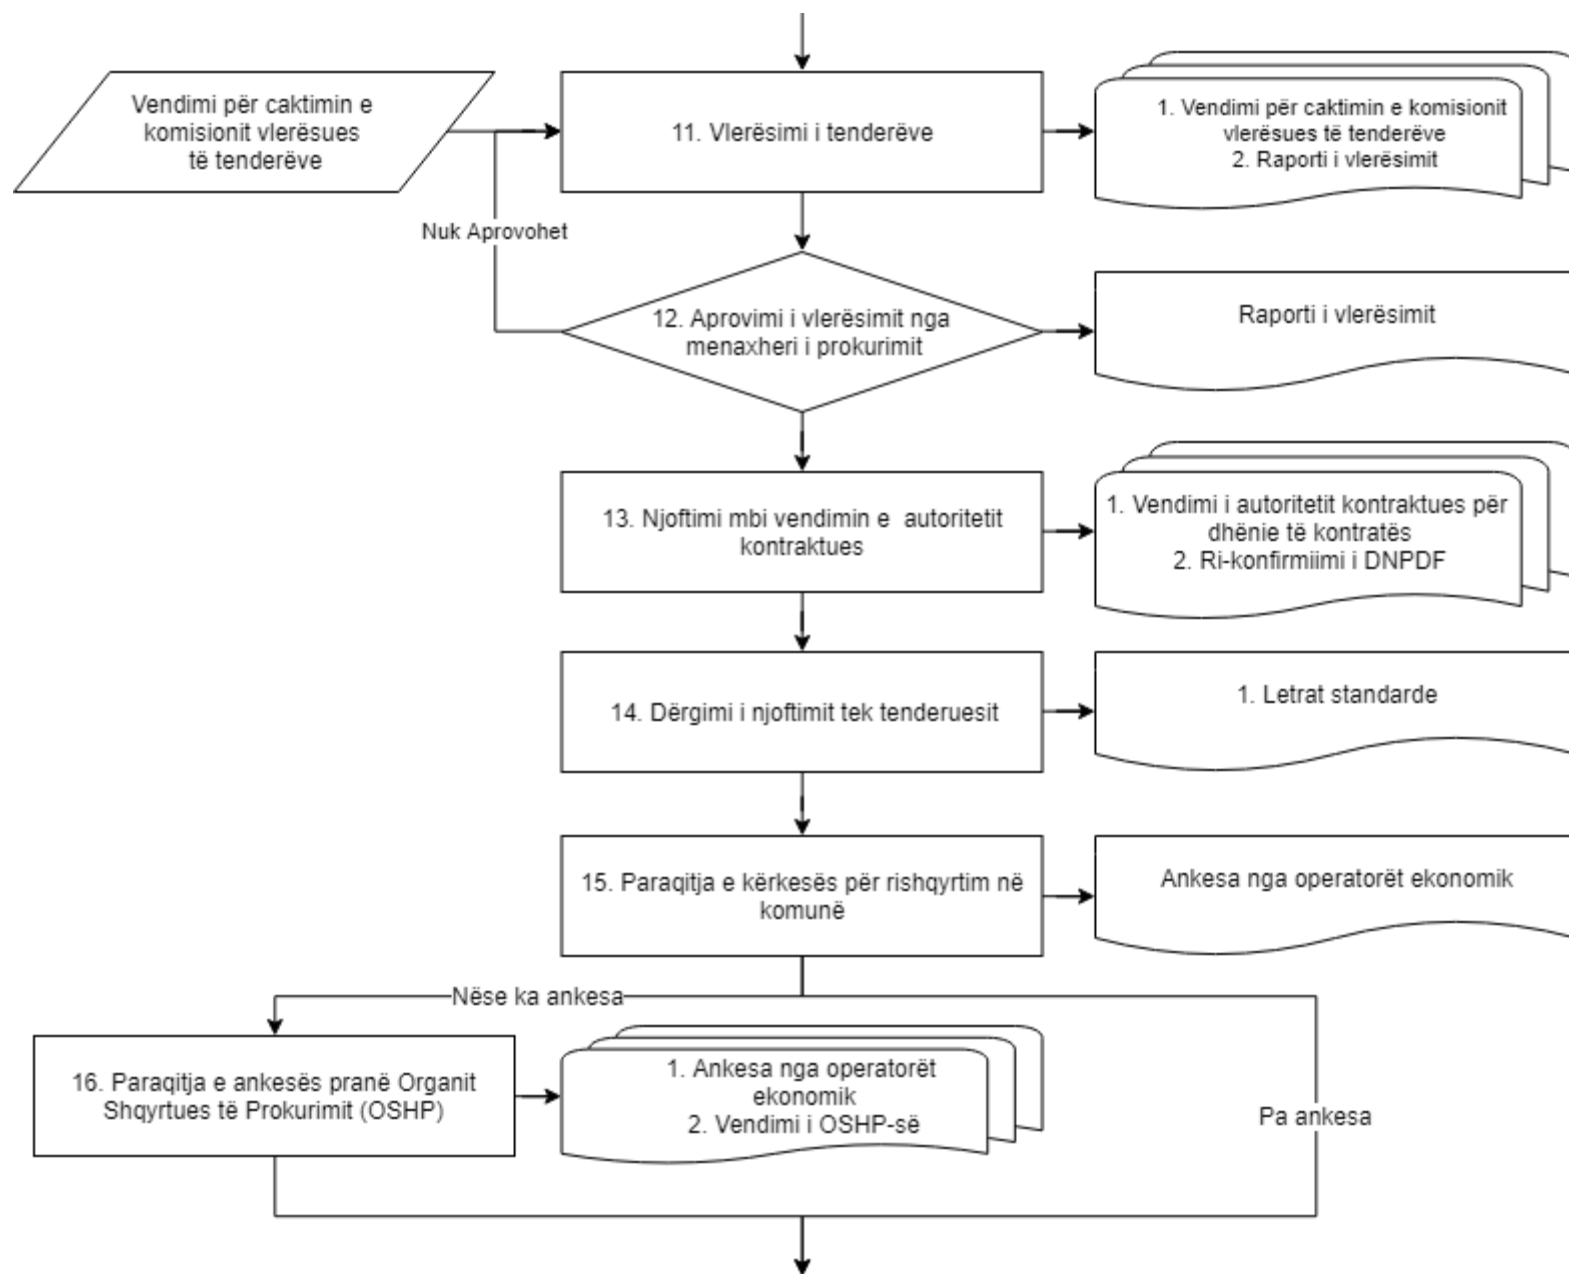 Vendimi për caktimin e
komisionit vlerësues
të tenderëve
11. Vlerësimi i tenderëve
1. Vendimi për caktimin e komisionit
vlerësues të tenderëve
2. Raporti i vlerësimit
Nuk Aprovohet
12. Aprovimi i vlerësimit nga
menaxheri i prokurimit
Raporti i vlerësimit
13. Njoftimi mbi vendimin e autoritetit
kontraktues
1. Vendimi i autoritetit kontraktues për
dhënie të kontratës
2. Ri-konfirmiimi i DNPDF
14. Dërgimi i njoftimit tek tenderuesit
1. Letrat standarde
15. Paraqitja e kërkesës për rishqyrtim në
komunë
Ankesa nga operatorët ekonomik
Nëse ka ankesa
16. Paraqitja e ankesës pranë Organit
Shqyrtues të Prokurimit (OSHP)
1. Ankesa nga operatorët
ekonomik
2. Vendimi i OSHP-së
Pa ankesa